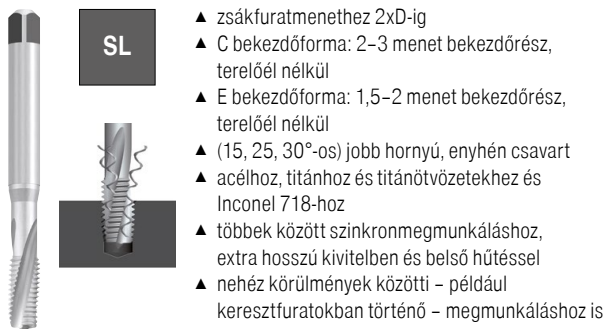 SL
▲ zsákfuratmenethez 2xD-ig
▲ C bekezdőforma: 2–3 menet bekezdőrész,
terelőél nélkül
▲ E bekezdőforma: 1,5–2 menet bekezdőrész,
terelőél nélkül
▲ (15, 25, 30°-os) jobb hornyú, enyhén csavart
▲ acélhoz, titánhoz és titánötvözetekhez és
Inconel 718-hoz
▲ többek között szinkronmegmunkáláshoz,
extra hosszú kivitelben és belső hűtéssel
▲ nehéz körülmények közötti – például
keresztfuratokban történő – megmunkáláshoz is